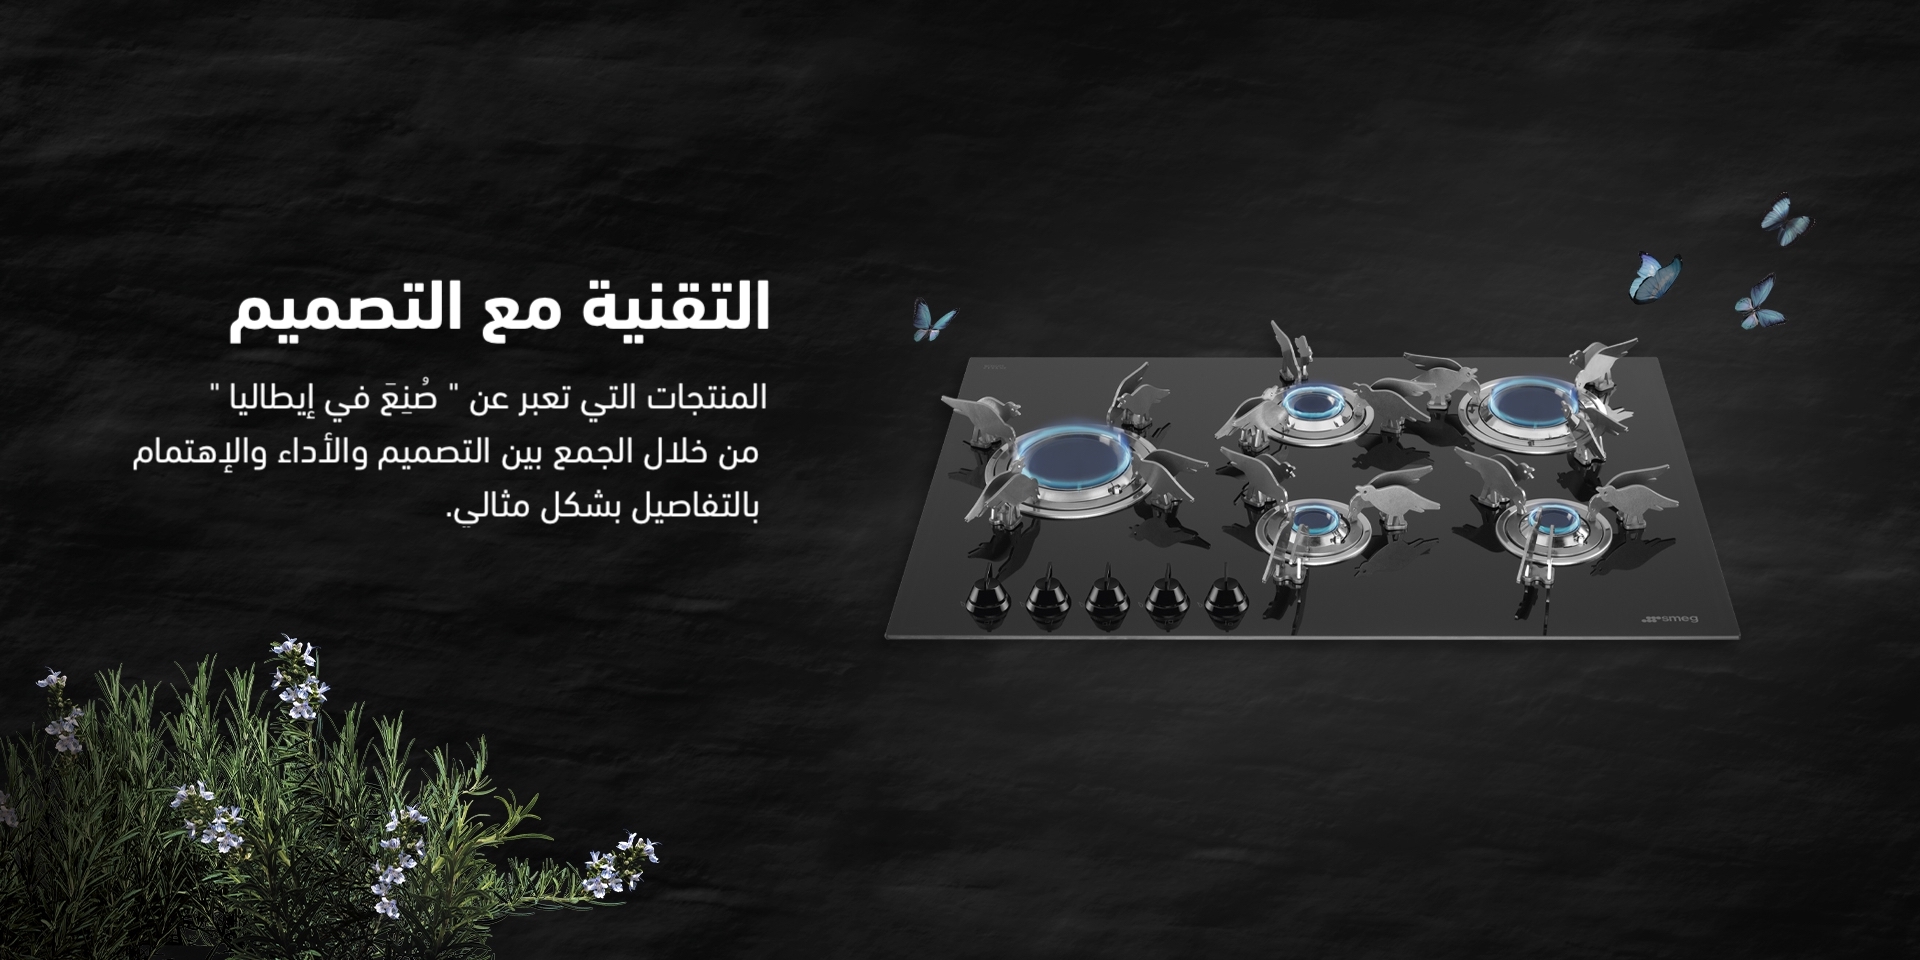 التقنية مع التصميم
المنتجات التي تعبر عن " صُنِعَ في إيطاليا "
من خلال الجمع بين التصميم والأداء والإهتمام
بالتفاصيل بشكل مثالي.
smeg